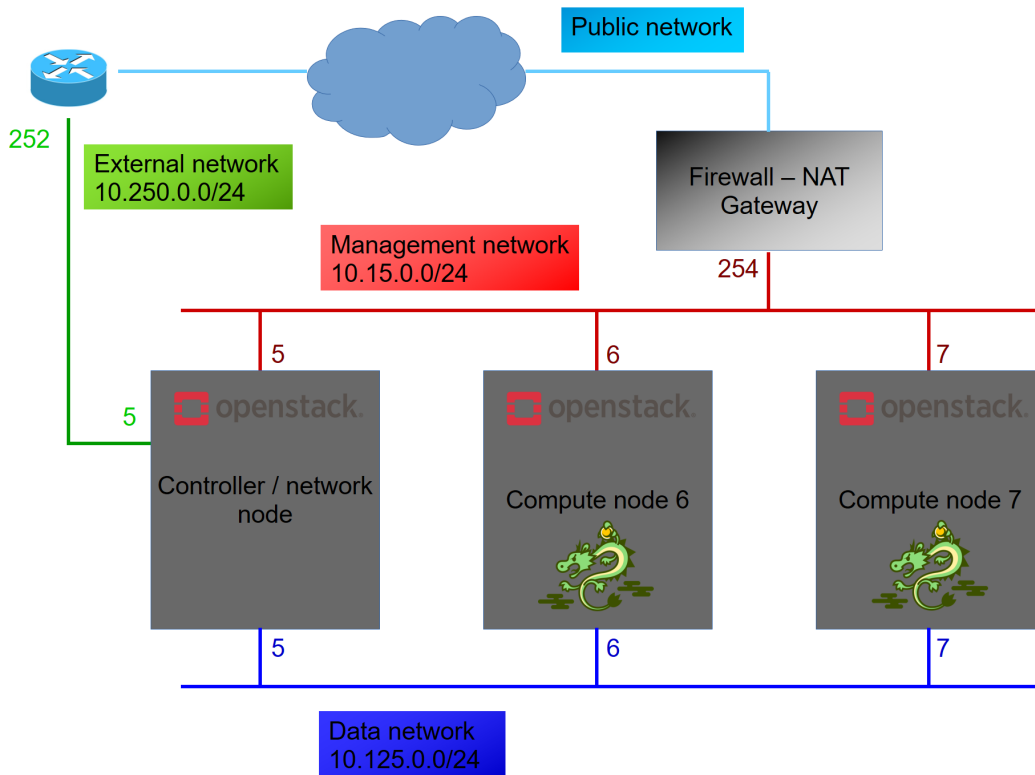 Public network
252
External network
10.250.0.0/24
Firewall – NAT
Gateway
Management network
10.15.0.0/24
254
5
6
7
openstack.
openstack.
openstack.
5
Controller / network
node
Compute node 6
Compute node 7
5
6
7
Data network
10.125.0.0/24